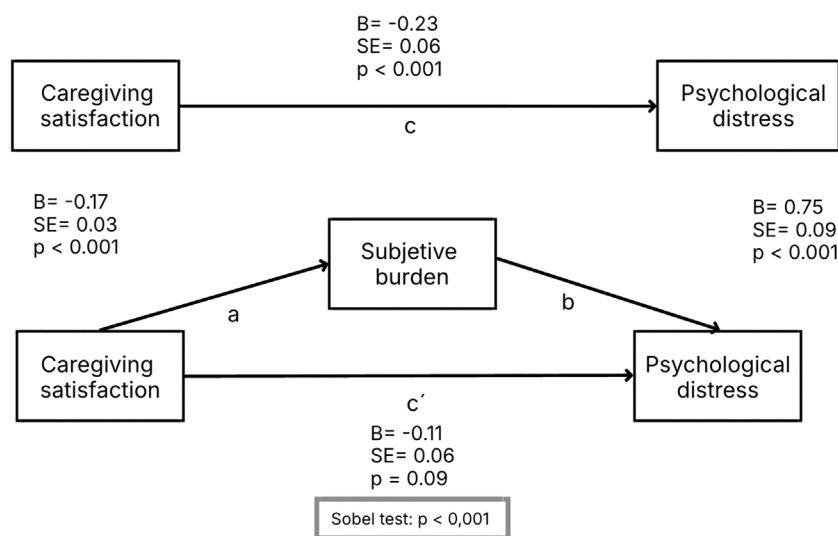 B= -0.23
SE= 0.06
p < 0.001
Caregiving
satisfaction
Psychological
distress
c
B= -0.17
SE= 0.03
p < 0.001
B= 0.75
SE= 0.09
p < 0.001
Subjetive
burden
a
b
Caregiving
satisfaction
Psychological
distress
c´
B= -0.11
SE= 0.06
p = 0.09
Sobel test: p < 0,001